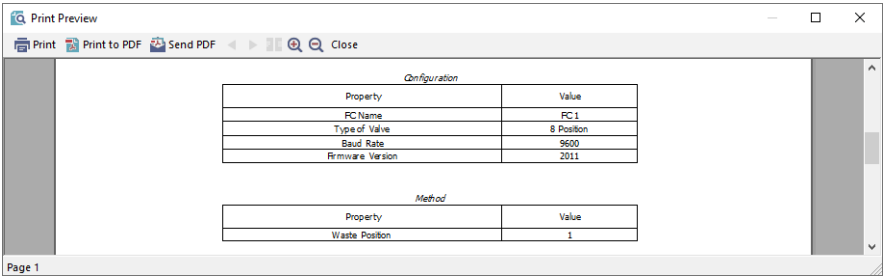 Print Preview
Print Print to PDF Send PDF Close
Configuration
Property Value
FC Name FC 1
Type of Valve 8 Position
Baud Rate 9600
Firmware Version 2011
Method
Property Value
Waste Position 1
Page 1